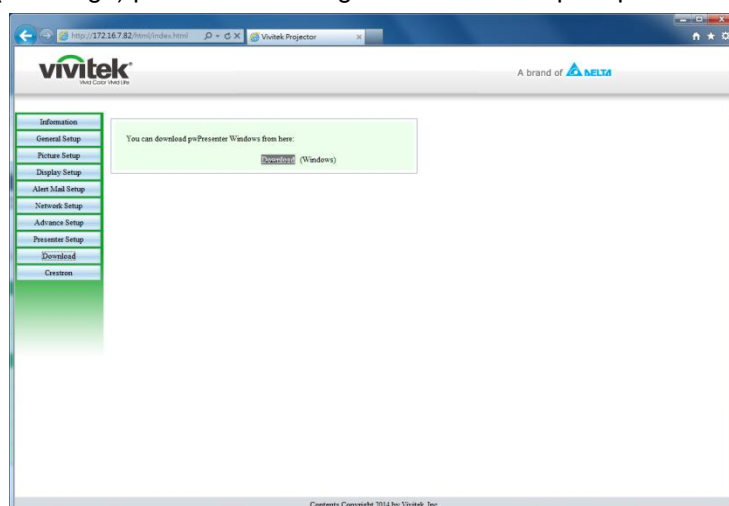 http://172.16.7.82/html/index.html
Vivitek Projector
vivitek
Vivid Color Vivid Life
A brand of DELTA
Information
General Setup
You can download pwPresenter Windows from here:
Picture Setup
Download (Windows)
Display Setup
Alert Mail Setup
Network Setup
Advance Setup
Presenter Setup
Download
Crestron
Contents Copyright 2014 by Vivitek, Inc